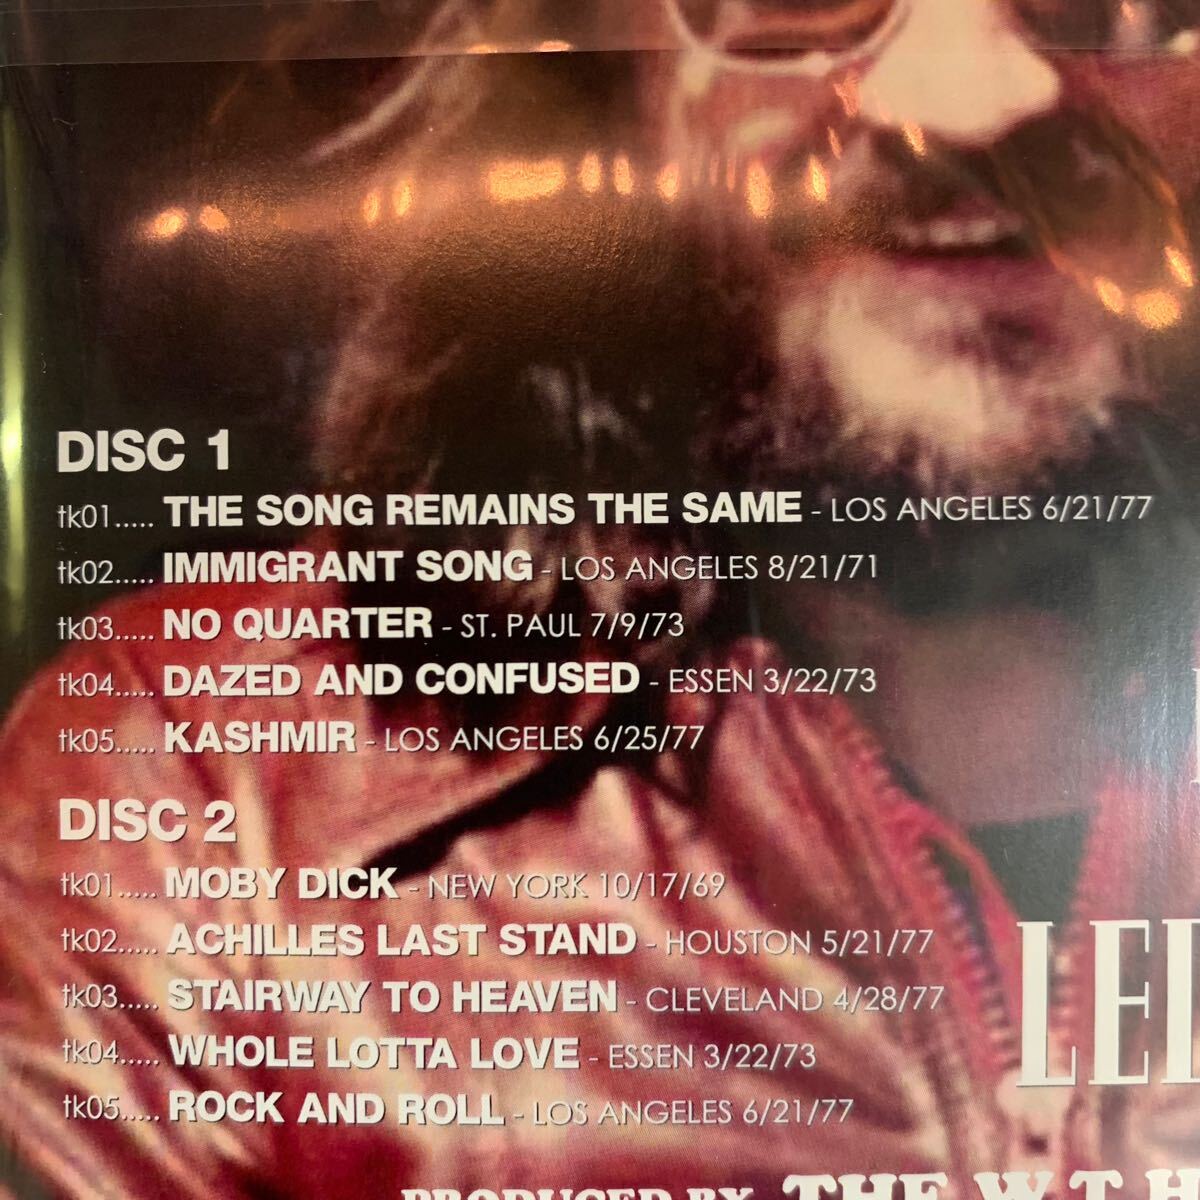 DISC 1
tk01..... THE SONG REMAINS THE SAME - LOS ANGELES 6/21/77
tk02..... IMMIGRANT SONG - LOS ANGELES 8/21/71
tk03..... NO QUARTER - ST. PAUL 7/9/73
tk04..... DAZED AND CONFUSED - ESSEN 3/22/73
tk05..... KASHMIR - LOS ANGELES 6/25/77
DISC 2
tk01..... MOBY DICK - NEW YORK 10/17/69
tk02..... ACHILLES LAST STAND - HOUSTON 5/21/77
tk03..... STAIRWAY TO HEAVEN - CLEVELAND 4/28/77
tk04..... WHOLE LOTTA LOVE - ESSEN 3/22/73
tk05..... ROCK AND ROLL - LOS ANGELES 6/21/77
LED
PRODUCED BY THE W.T.H